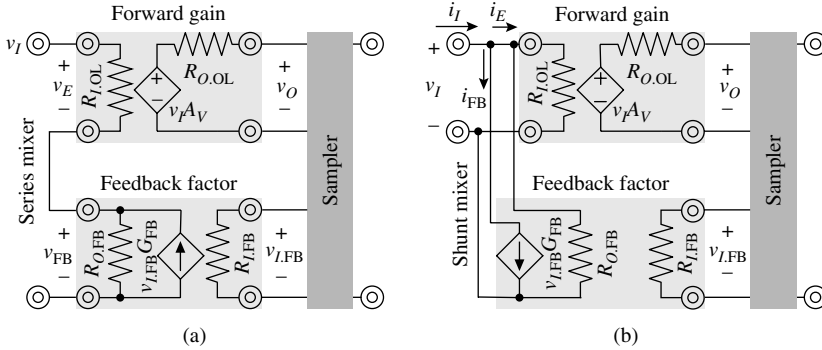 Forward gain
v_I
+
v_E
−
R_I.OL
+
−
v_I A_V
R_O.OL
+
v_O
−
Sampler
Series mixer
Feedback factor
+
v_FB
−
R_O.FB
v_I.FB G_FB
R_I.FB
+
v_I.FB
−
(a)
i_I
i_E
Forward gain
+
v_I
−
i_FB
R_I.OL
+
−
v_I A_V
R_O.OL
+
v_O
−
Sampler
Shunt mixer
Feedback factor
v_I.FB G_FB
R_O.FB
R_I.FB
+
v_I.FB
−
(b)